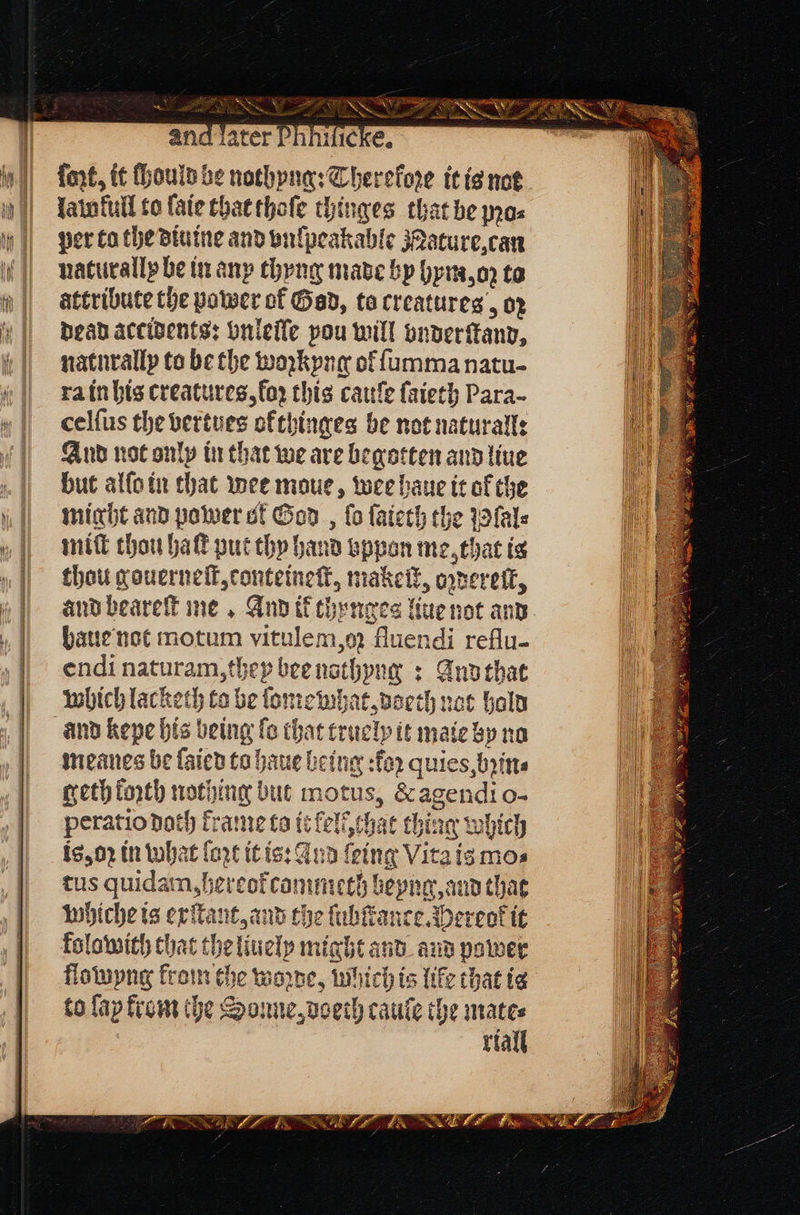 and later Phhisicke.
sort, it should be nothyng: Therefore it is not
lawfull to saie that those thinges that be pro-
per to the diuine and vnspeakable Nature, can
naturally be in any thyng made by hym, or to
attribute the power of God, to creatures, or
dead accidents: vnlesse you will vnderstand,
naturally to be the workyng of summa natu-
ra in his creatures, for this cause saieth Para-
celsus the vertues of thinges be not naturall:
And not only in that we are begotten and liue
but also in that wee moue, wee haue it of the
might and power of God, so saieth the Psal-
mist thou hast put thy hand vppon me, that is
thou gouernest, conteinest, makest, orderest,
and bearest me. And if thynges liue not and
haue not motum vitulem, or fluendi reflu-
endi naturam, they bee nothyng: And that
which lacketh to be somewhat, doeth not hold
and kepe his being so that truely it maie by no
meanes be saied to haue being: for quies, brin-
geth forth nothing but motus, & agendi o-
peratio doth frame to it self, that thing which
is, or in what sort it is: And seing Vita is mo-
tus quidam, hereof commeth beyng, and that
whiche is exstant, and the substance. Hereof it
folowith that the liuely might and and power
flowyng from the worde, which is life that is
to say from the Sonne, doeth cause the mate-
riall